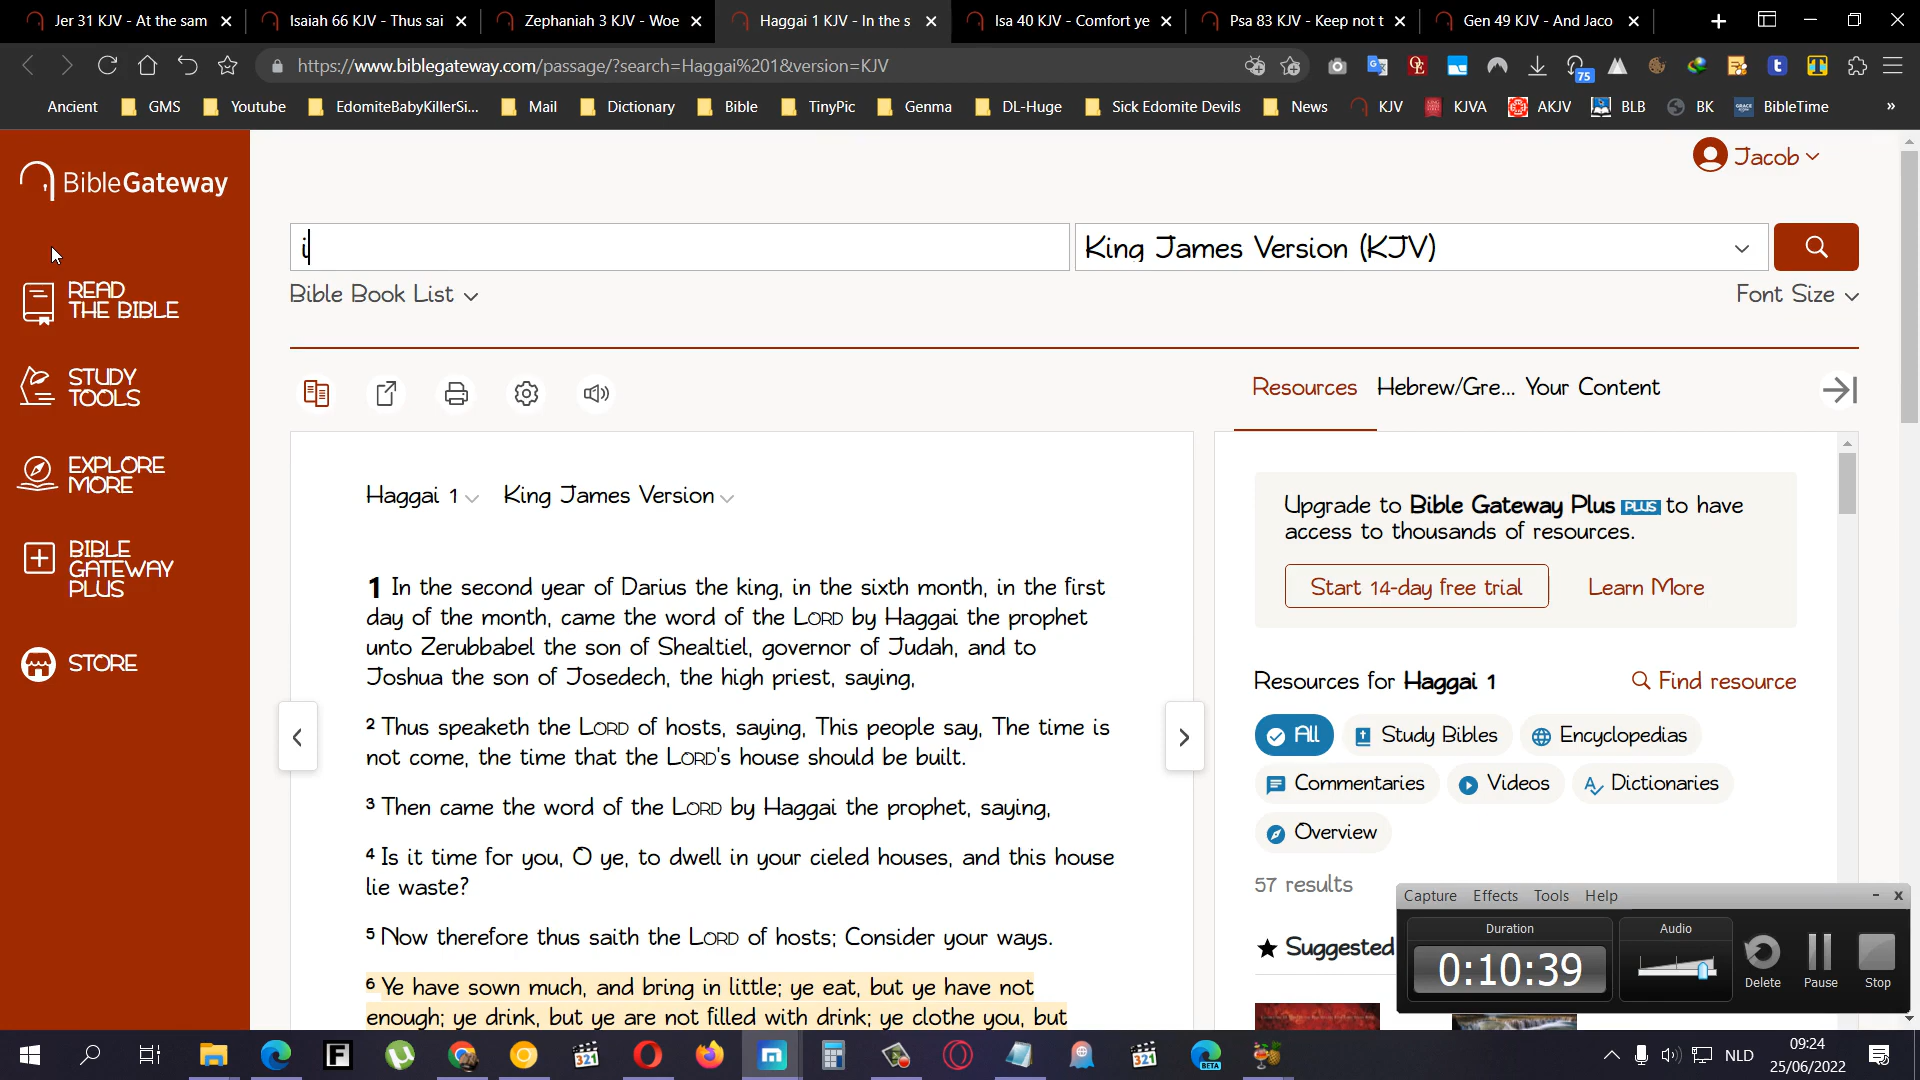 Jer 31 KJV - At the sam
Isaiah 66 KJV - Thus sai
Zephaniah 3 KJV - Woe
Haggai 1 KJV - In the s
Isa 40 KJV - Comfort ye
Psa 83 KJV - Keep not t
Gen 49 KJV - And Jaco
https://www.biblegateway.com/passage/?search=Haggai%201&version=KJV
75
Ancient GMS Youtube EdomiteBabyKillerSi... Mail Dictionary Bible TinyPic Genma DL-Huge Sick Edomite Devils News KJV KJVA AKJV BLB BK BibleTime »
BibleGateway
Jacob
READ
THE BIBLE
STUDY
TOOLS
EXPLORE
MORE
BIBLE
GATEWAY
PLUS
STORE
i
King James Version (KJV)
Bible Book List
Font Size
Resources Hebrew/Gre... Your Content
Haggai 1 King James Version
1 In the second year of Darius the king, in the sixth month, in the first
day of the month, came the word of the LORD by Haggai the prophet
unto Zerubbabel the son of Shealtiel, governor of Judah, and to
Joshua the son of Josedech, the high priest, saying,
2 Thus speaketh the LORD of hosts, saying, This people say, The time is
not come, the time that the LORD's house should be built.
3 Then came the word of the LORD by Haggai the prophet, saying,
4 Is it time for you, O ye, to dwell in your cieled houses, and this house
lie waste?
5 Now therefore thus saith the LORD of hosts; Consider your ways.
6 Ye have sown much, and bring in little; ye eat, but ye have not
enough; ye drink, but ye are not filled with drink; ye clothe you, but
Upgrade to Bible Gateway Plus PLUS to have
access to thousands of resources.
Start 14-day free trial Learn More
Resources for Haggai 1 Find resource
All Study Bibles Encyclopedias
Commentaries Videos Dictionaries
Overview
57 results
Suggested
Capture Effects Tools Help
Duration
0:10:39
Audio
Delete Pause Stop
321
321
BETA
NLD
09:24
25/06/2022